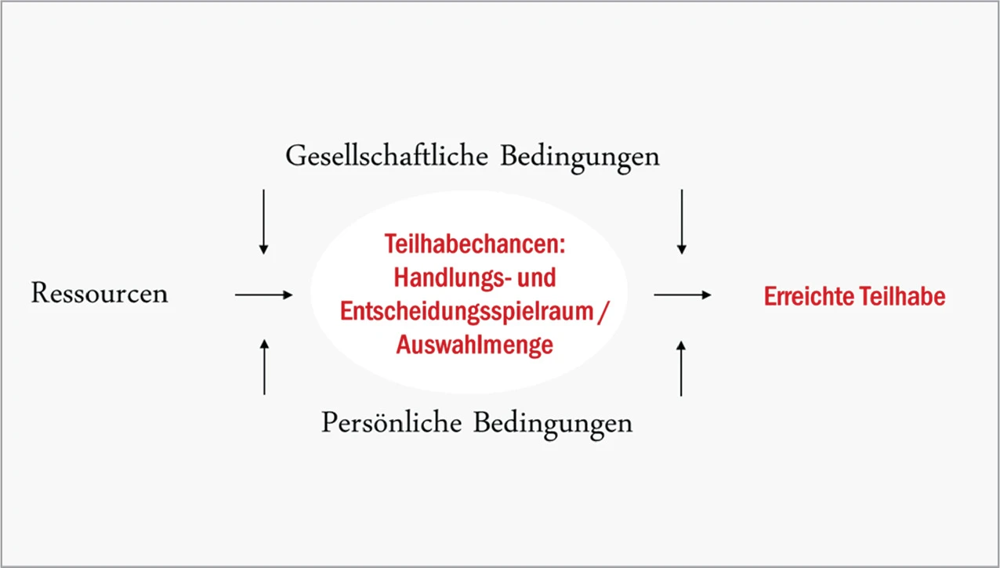 Gesellschaftliche Bedingungen
Ressourcen
Teilhabechancen:
Handlungs- und
Entscheidungsspielraum /
Auswahlmenge
Erreichte Teilhabe
Persönliche Bedingungen